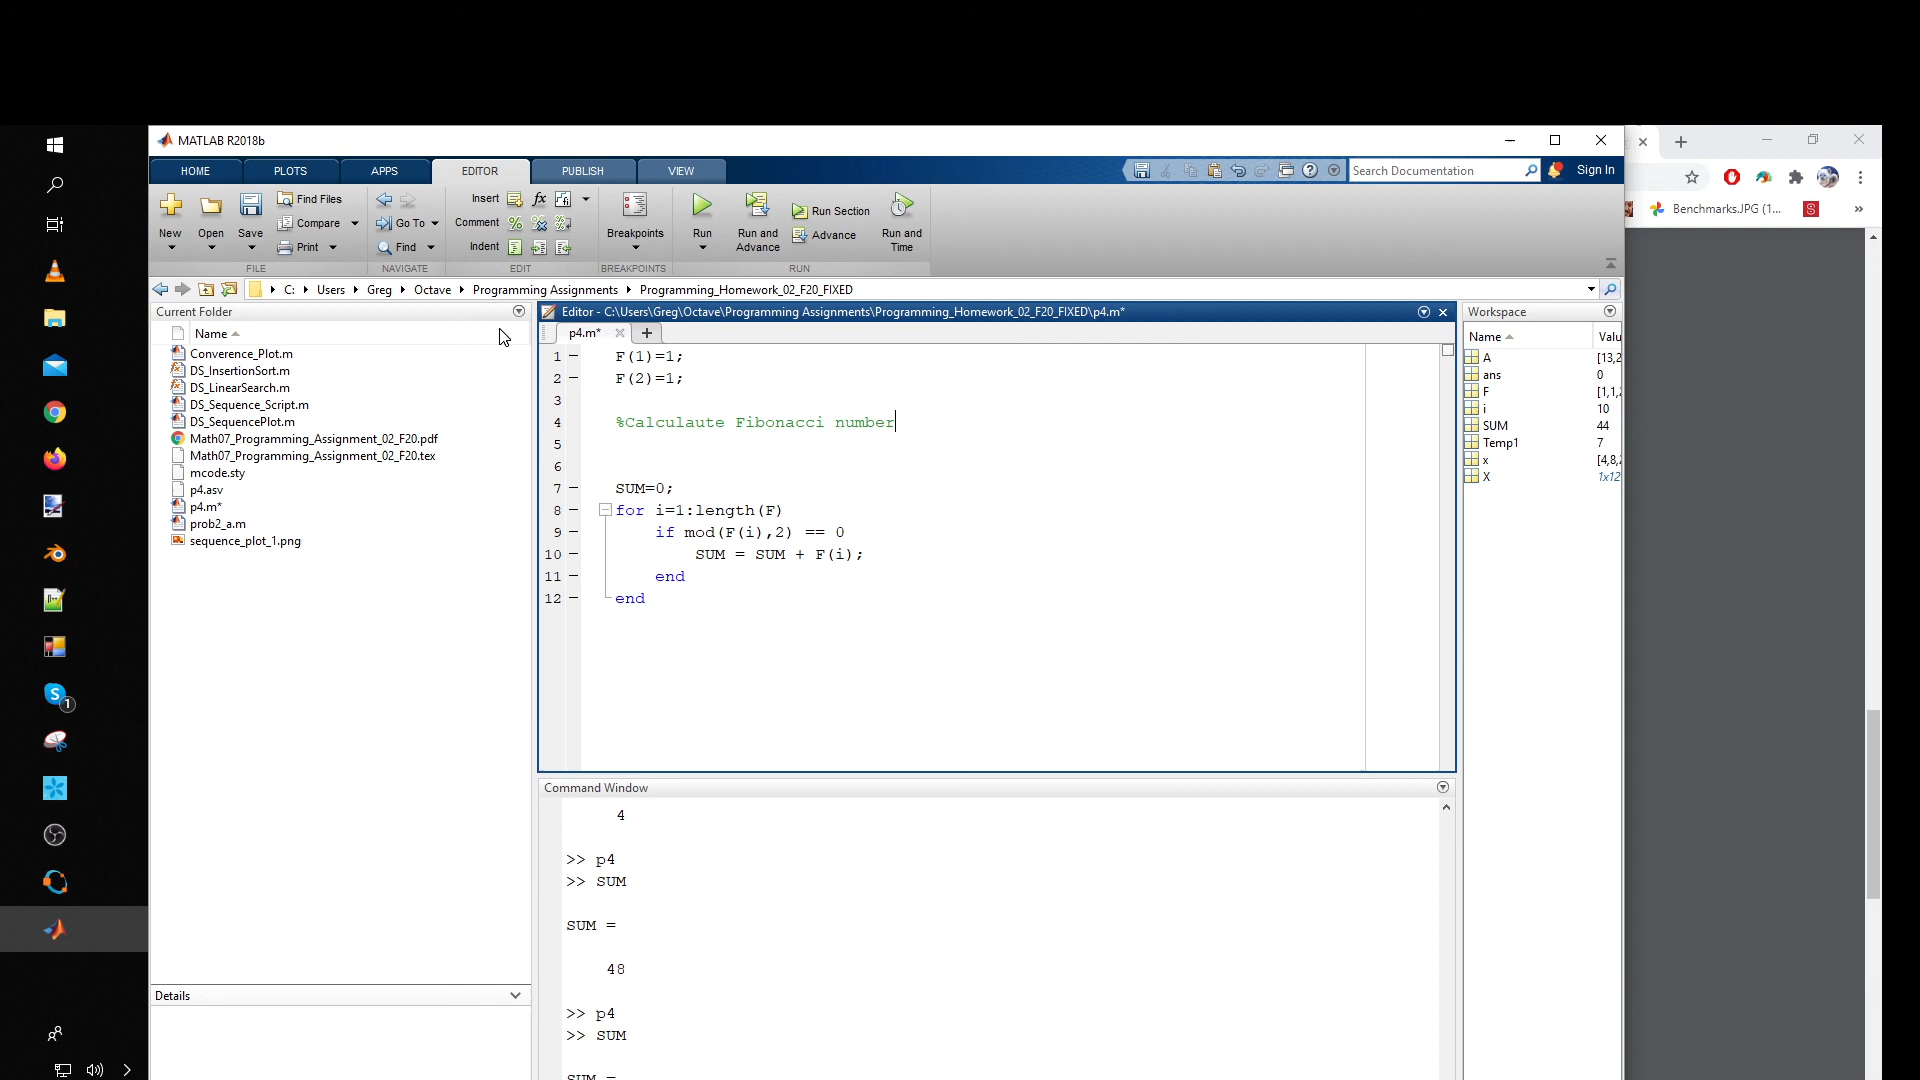 MATLAB R2018b
HOME PLOTS APPS EDITOR PUBLISH VIEW
Search Documentation
Sign In
New Open Save
Find Files
Compare
Print
Go To
Find
Insert
Comment
Indent
fx
Breakpoints
Run
Run and Advance
Run Section
Advance
Run and Time
FILE NAVIGATE EDIT BREAKPOINTS RUN
Benchmarks.JPG (1...
C: Users Greg Octave Programming Assignments Programming_Homework_02_F20_FIXED
Current Folder
Name
Converence_Plot.m
DS_InsertionSort.m
DS_LinearSearch.m
DS_Sequence_Script.m
DS_SequencePlot.m
Math07_Programming_Assignment_02_F20.pdf
Math07_Programming_Assignment_02_F20.tex
mcode.sty
p4.asv
p4.m*
prob2_a.m
sequence_plot_1.png
Details
Editor - C:\Users\Greg\Octave\Programming Assignments\Programming_Homework_02_F20_FIXED\p4.m*
p4.m*
1 F(1)=1;
2 F(2)=1;
3
4 %Calculaute Fibonacci number
5
6
7 SUM=0;
8 for i=1:length(F)
9 if mod(F(i),2) == 0
10 SUM = SUM + F(i);
11 end
12 end
Command Window
4
>> p4
>> SUM
SUM =
48
>> p4
>> SUM
SUM =
Workspace
Name Valu
A [13,2
ans 0
F [1,1,2
i 10
SUM 44
Temp1 7
x [4,8,2
X 1x12
S
1